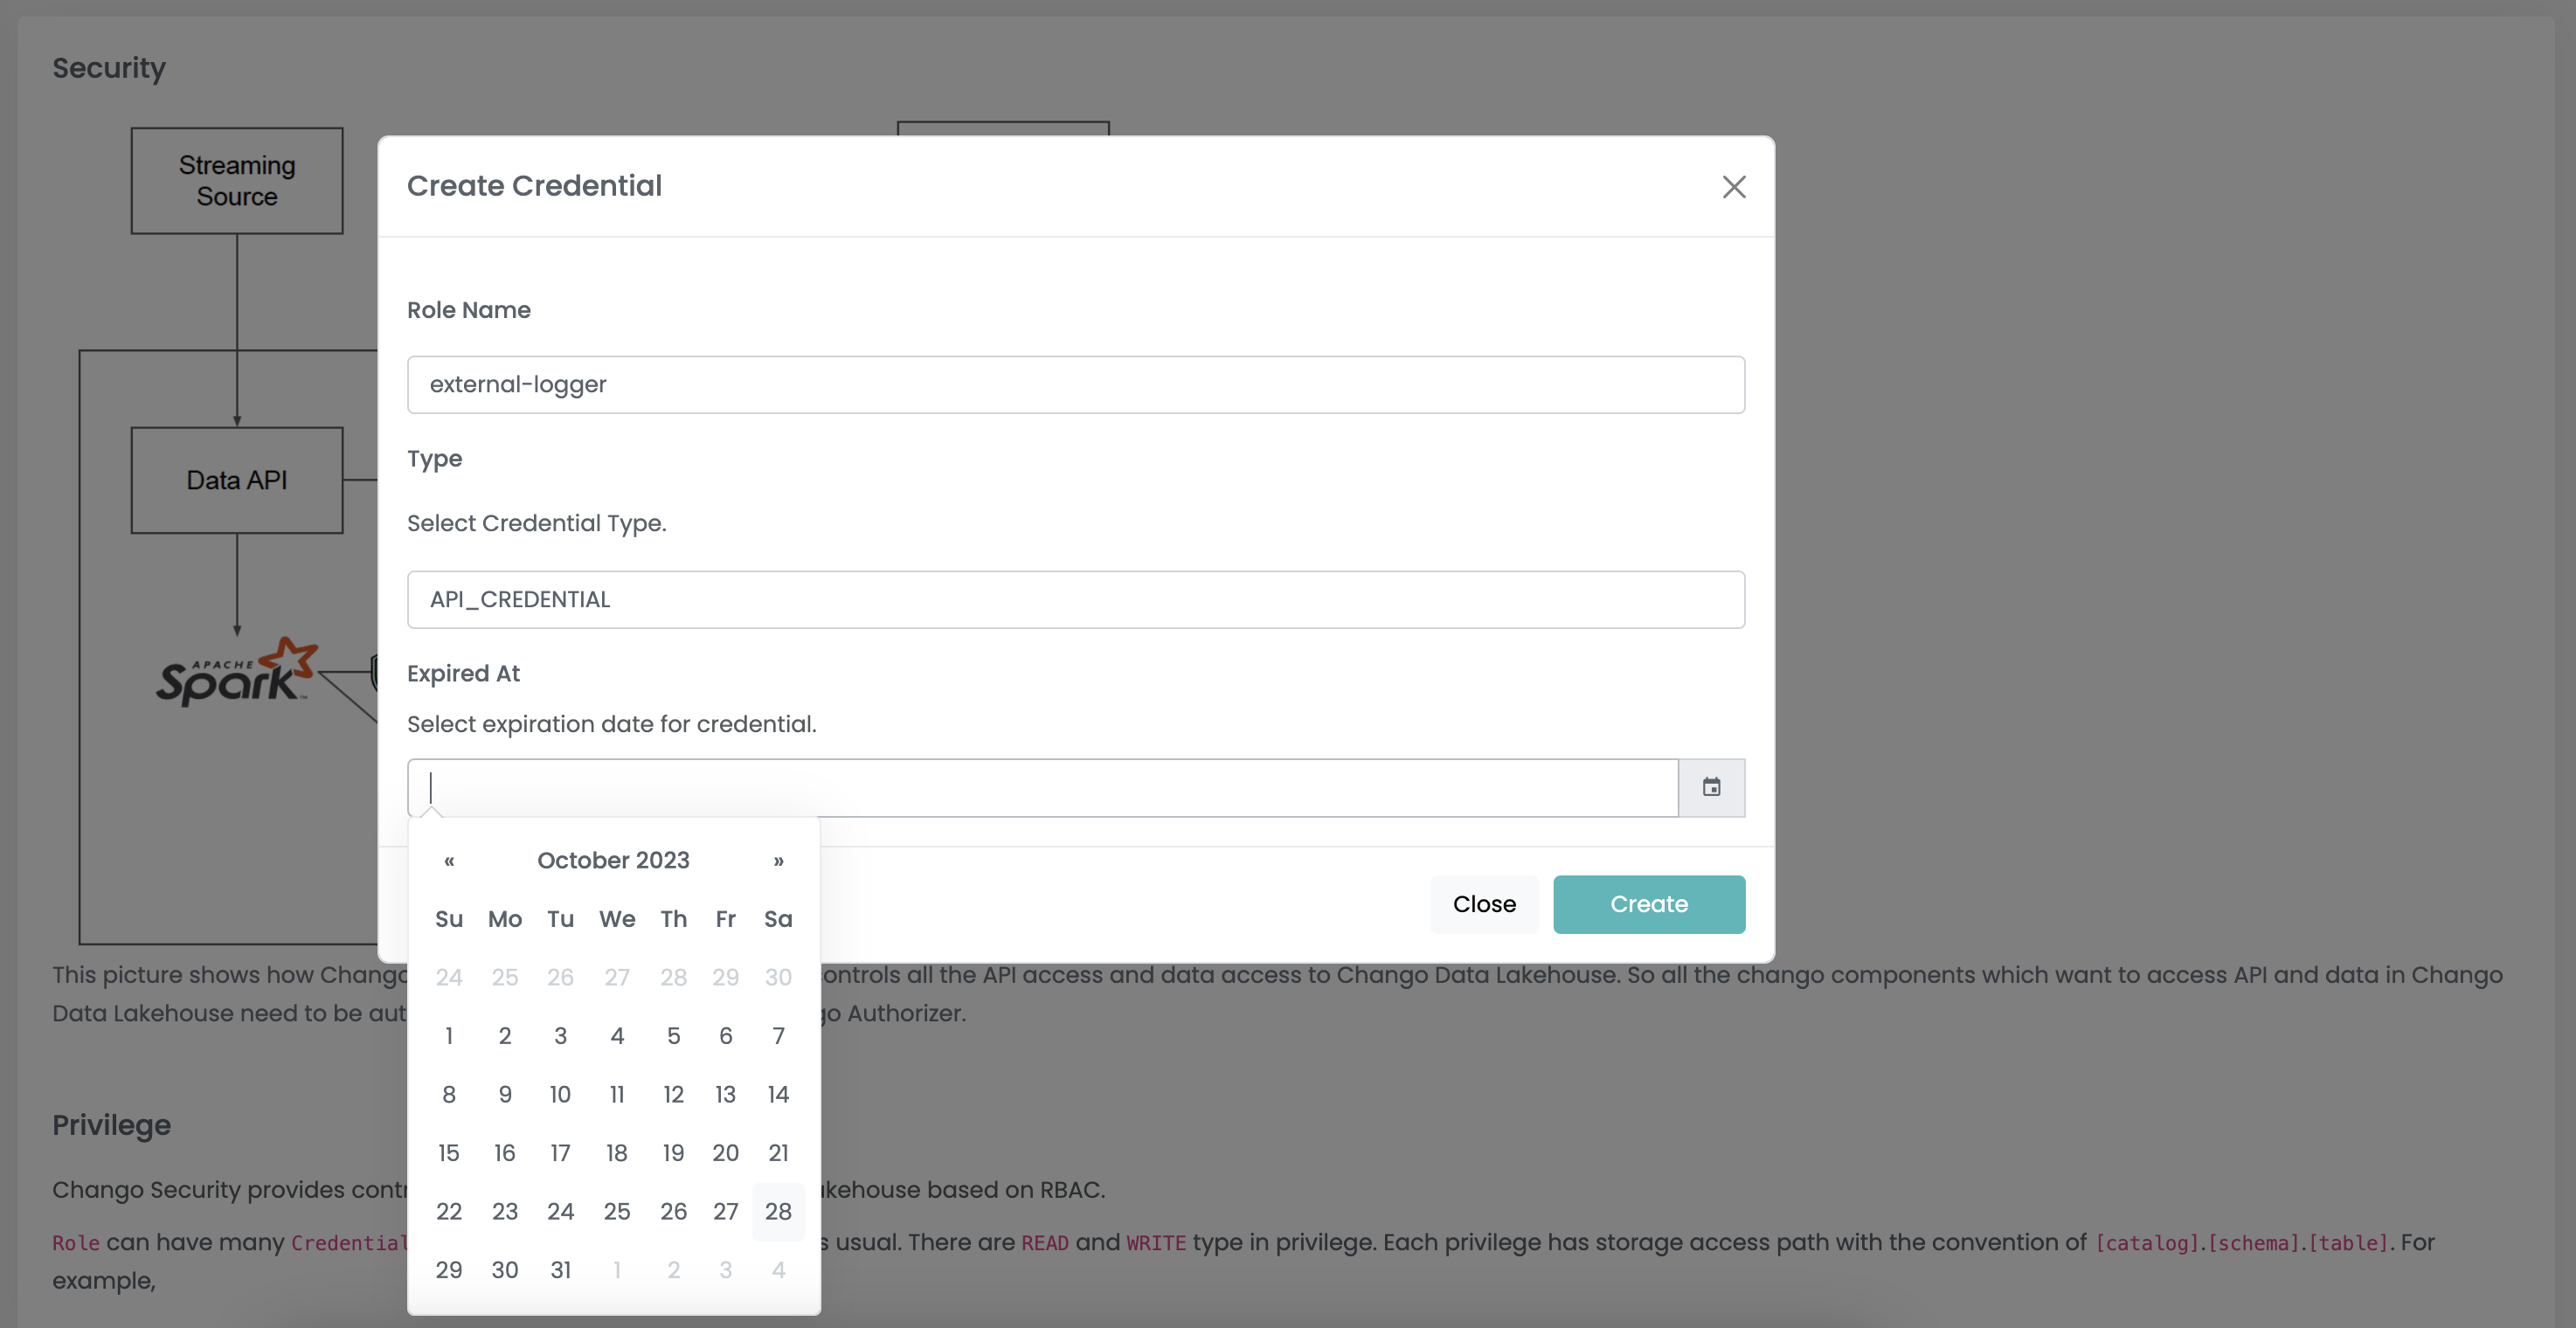 Security
Streaming
Source
Create Credential
Role Name
external-logger
Type
Select Credential Type.
Data API
API_CREDENTIAL
APACHE
Spark™
Expired At
Select expiration date for credential.
« October 2023 »
Su Mo Tu We Th Fr Sa
24 25 26 27 28 29 30
1 2 3 4 5 6 7
8 9 10 11 12 13 14
15 16 17 18 19 20 21
22 23 24 25 26 27 28
29 30 31 1 2 3 4
Close Create
This picture shows how Chango ontrols all the API access and data access to Chango Data Lakehouse. So all the chango components which want to access API and data in Chango
Data Lakehouse need to be aut go Authorizer.
Privilege
Chango Security provides contr kehouse based on RBAC.
Role can have many Credential s usual. There are READ and WRITE type in privilege. Each privilege has storage access path with the convention of [catalog].[schema].[table]. For
example,